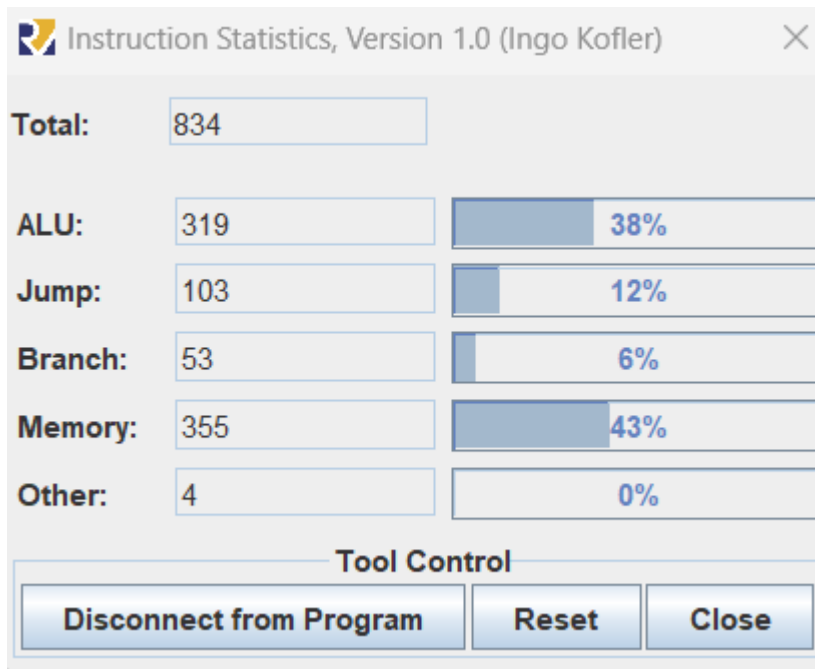 Instruction Statistics, Version 1.0 (Ingo Kofler)
Total: 834
ALU: 319 38%
Jump: 103 12%
Branch: 53 6%
Memory: 355 43%
Other: 4 0%
Tool Control
Disconnect from Program Reset Close